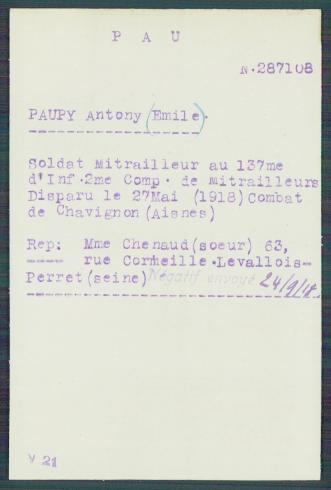 P A U
N.287108
PAUPY Antony (Emile).
Soldat Mitrailleur au 137me
d'Inf.2me Comp. de Mitrailleurs
Disparu le 27Mai (1918) Combat
de Chavignon (Aisnes)
Rep: Mme Chenaud (soeur) 63,
rue Cormeille.Levallois-
Perret (seine) Négatif envoyé 24/9/18.
V 21